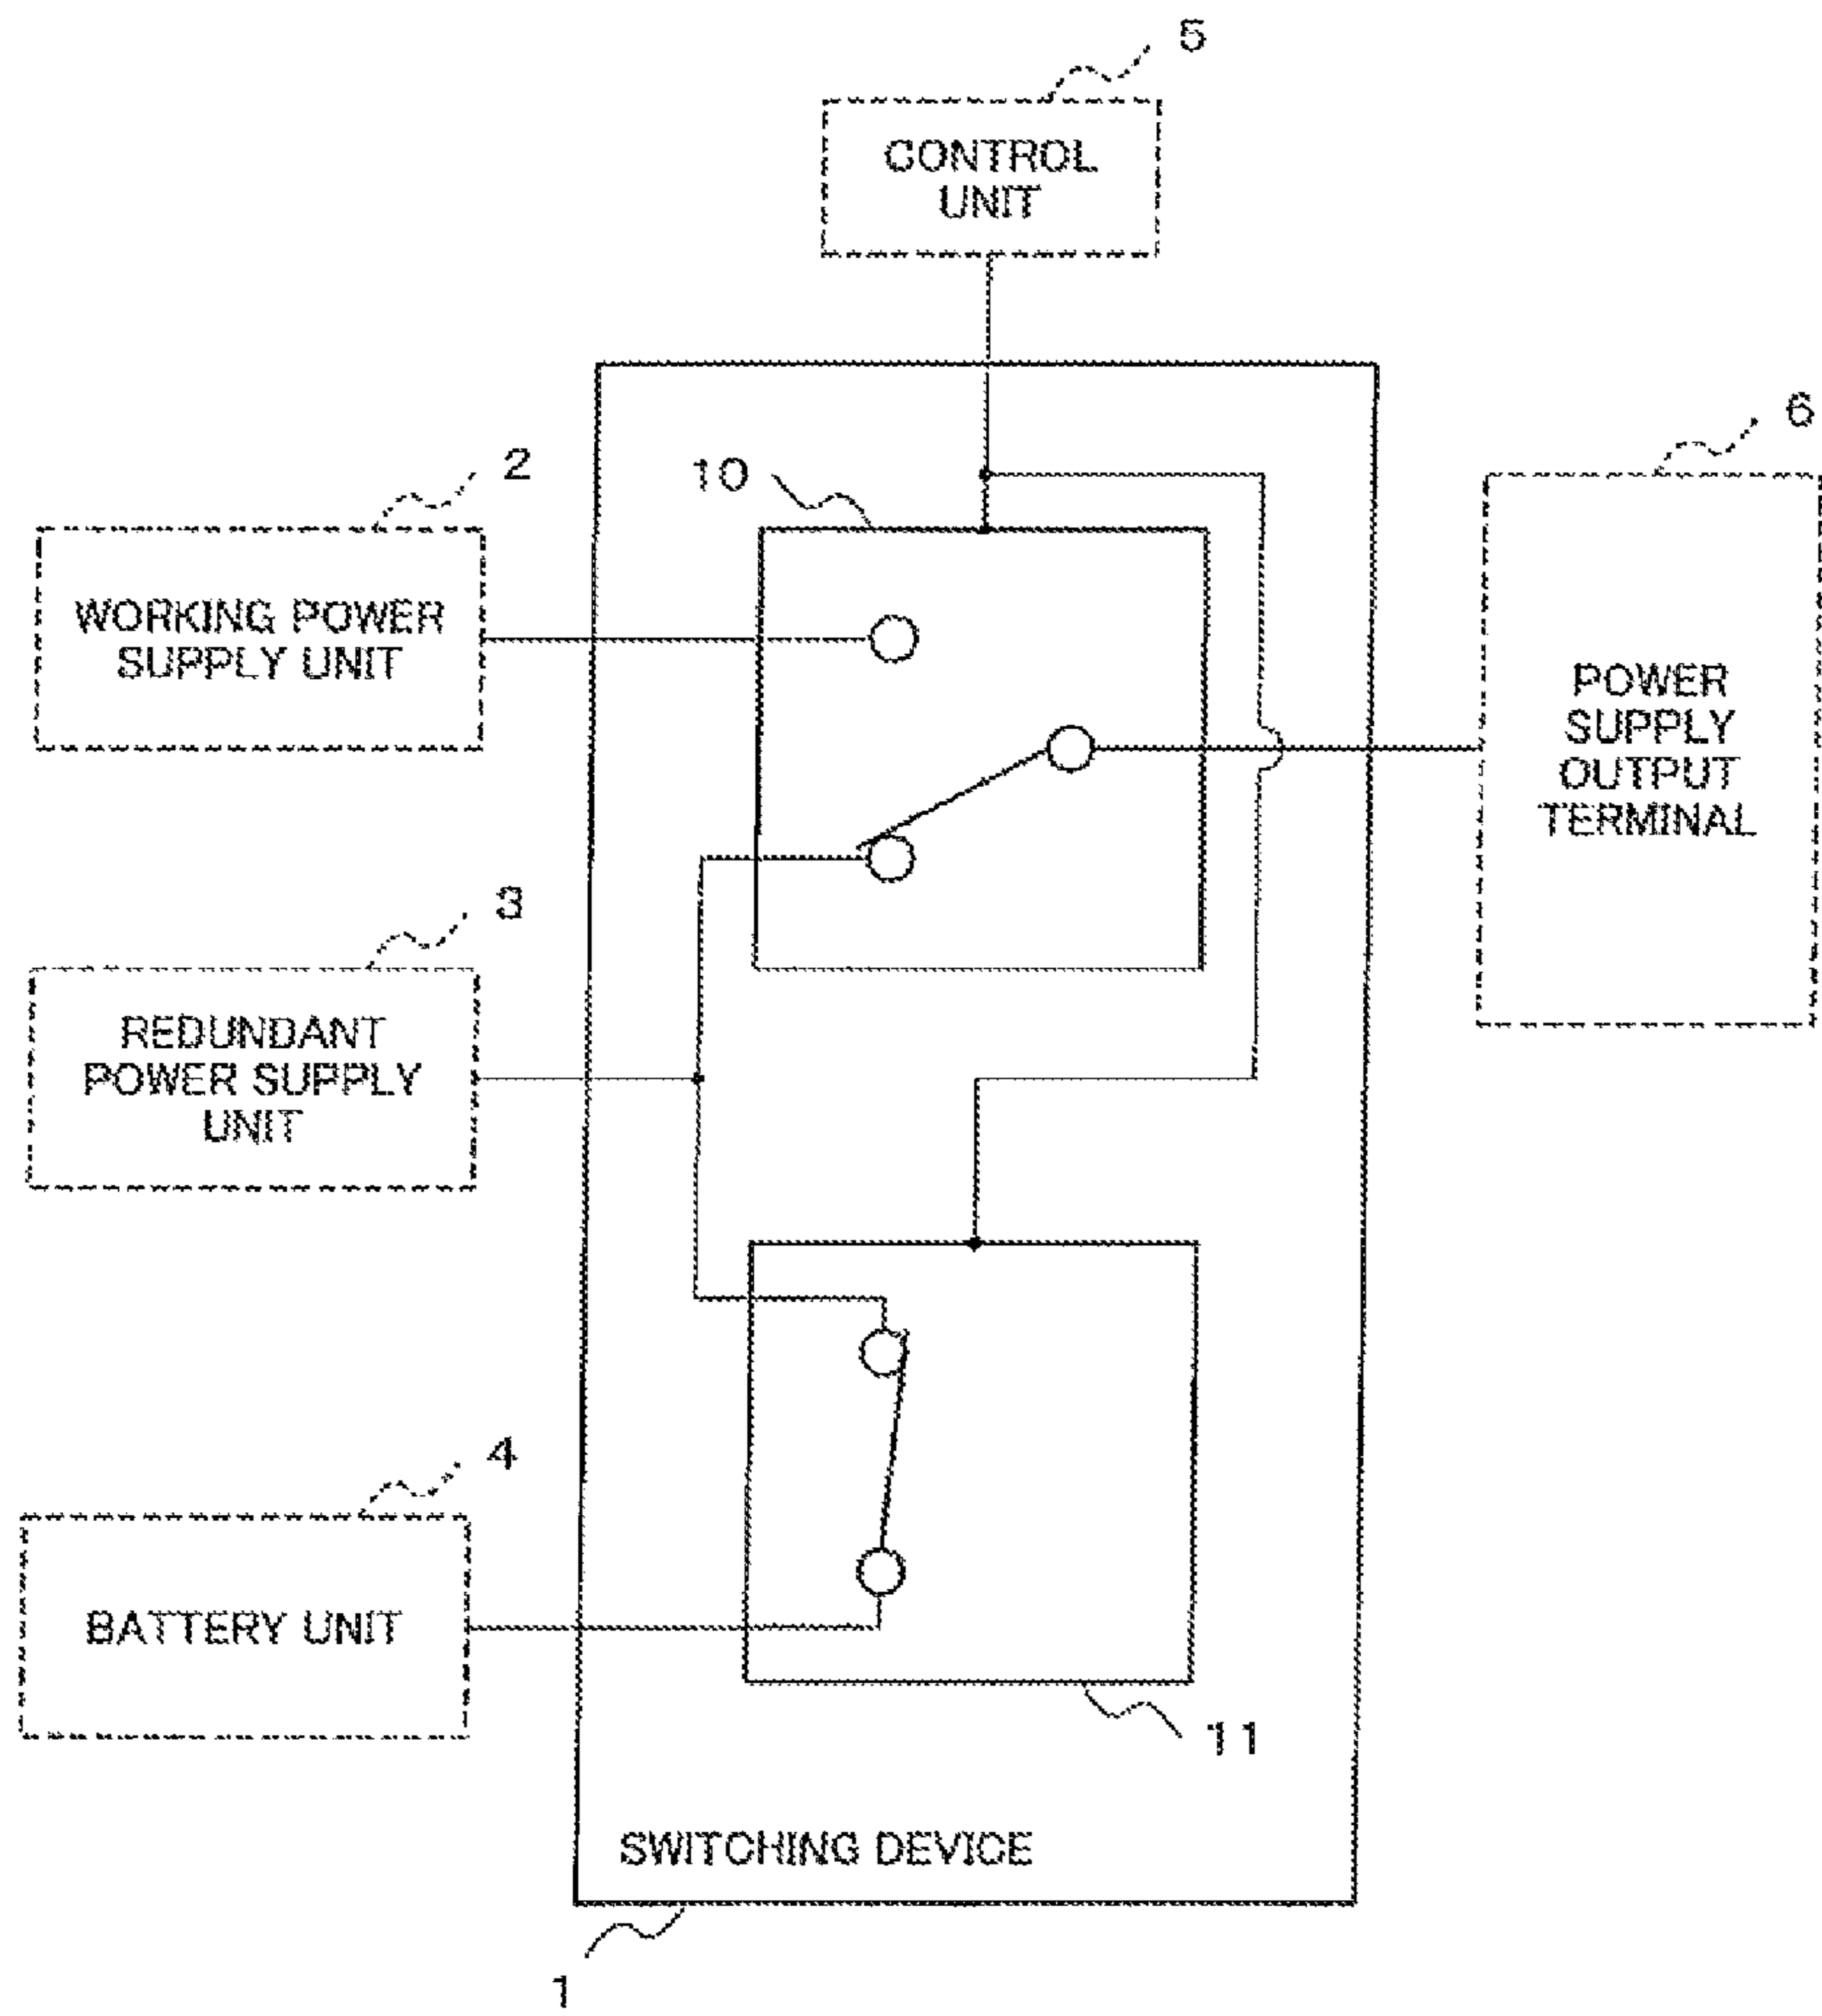 5
CONTROL
UNIT
6
2
10
WORKING POWER
SUPPLY UNIT
POWER
SUPPLY
OUTPUT
TERMINAL
3
REDUNDANT
POWER SUPPLY
UNIT
4
BATTERY UNIT
11
SWITCHING DEVICE
1